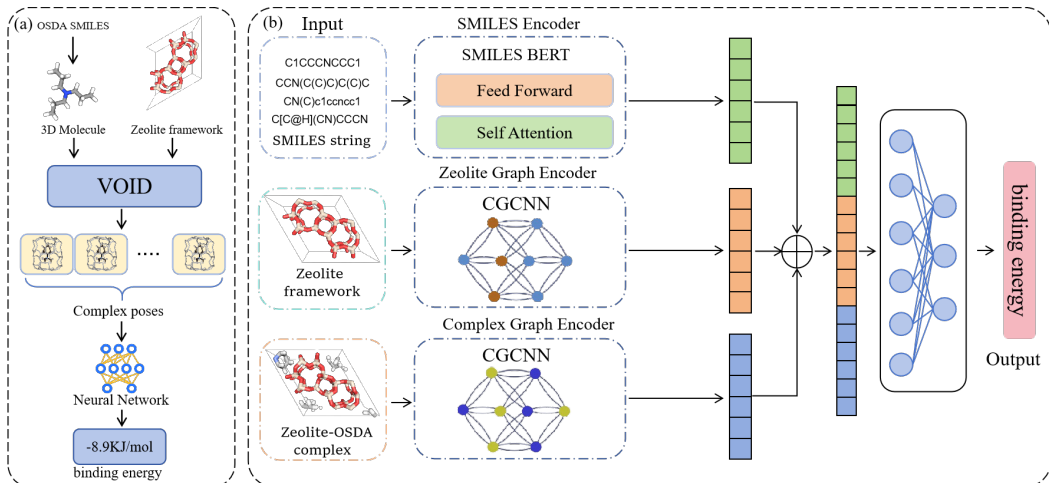 (a)
OSDA SMILES
3D Molecule
Zeolite framework
VOID
....
Complex poses
Neural Network
-8.9KJ/mol
binding energy
(b)
Input
C1CCCNCCC1
CCN(C(C)C)C(C)C
CN(C)c1ccncc1
C[C@H](CN)CCCN
SMILES string
SMILES Encoder
SMILES BERT
Feed Forward
Self Attention
Zeolite
framework
Zeolite Graph Encoder
CGCNN
Zeolite-OSDA
complex
Complex Graph Encoder
CGCNN
binding energy
Output